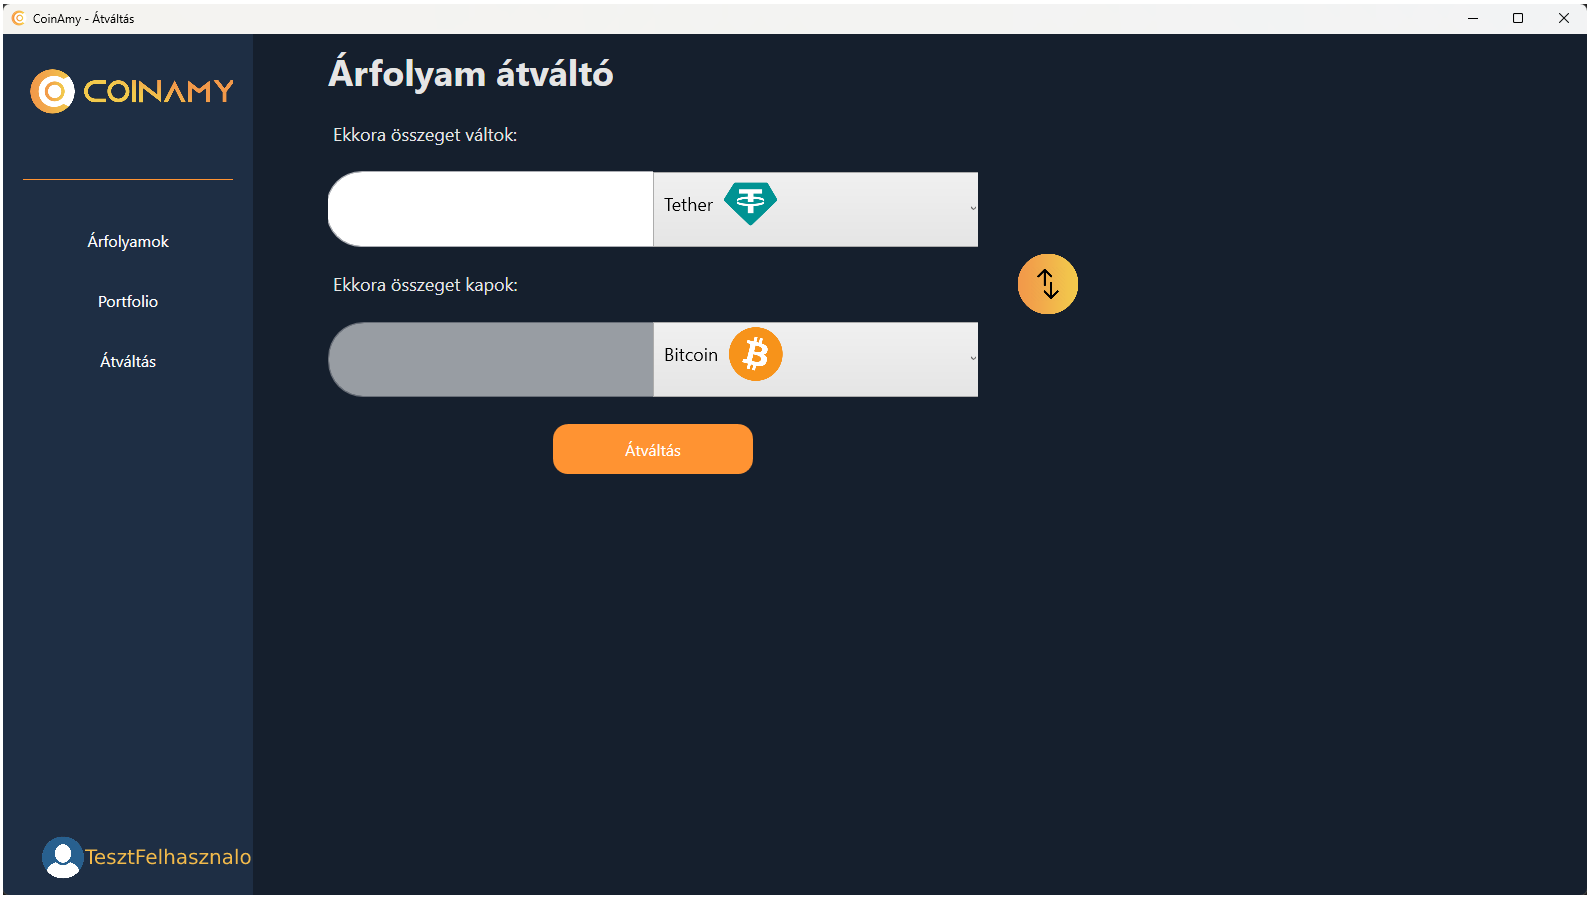 CoinAmy - Átváltás
COINAMY
Árfolyamok
Portfolio
Átváltás
TesztFelhasznalo
Árfolyam átváltó
Ekkora összeget váltok:
Tether
Ekkora összeget kapok:
Bitcoin
Átváltás